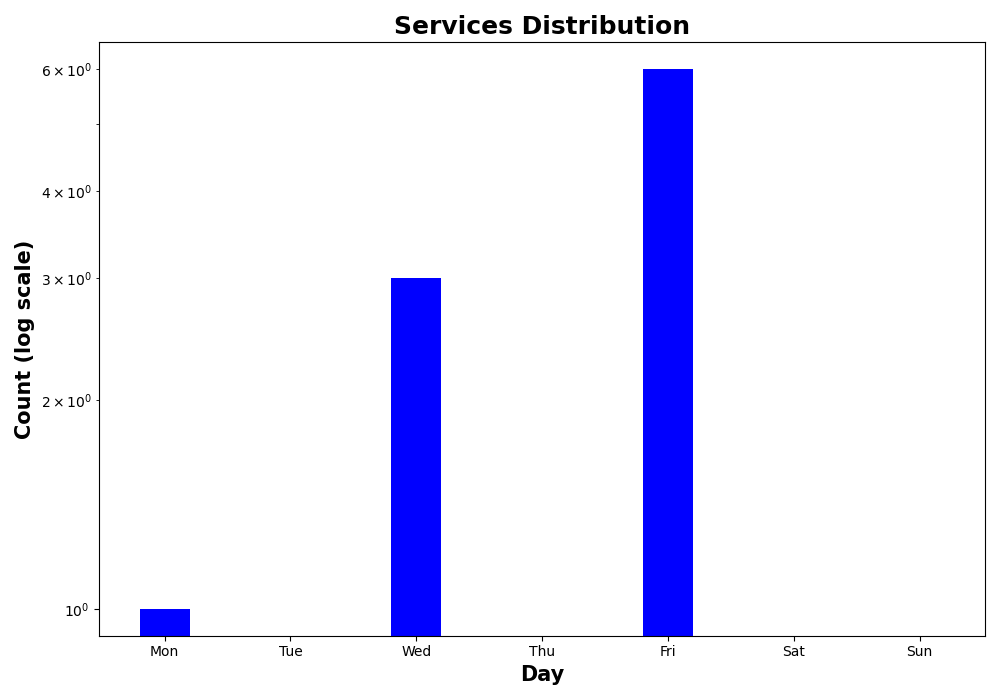 Services Distribution
6 × 10⁰
4 × 10⁰
3 × 10⁰
2 × 10⁰
10⁰
Count (log scale)
Mon Tue Wed Thu Fri Sat Sun
Day